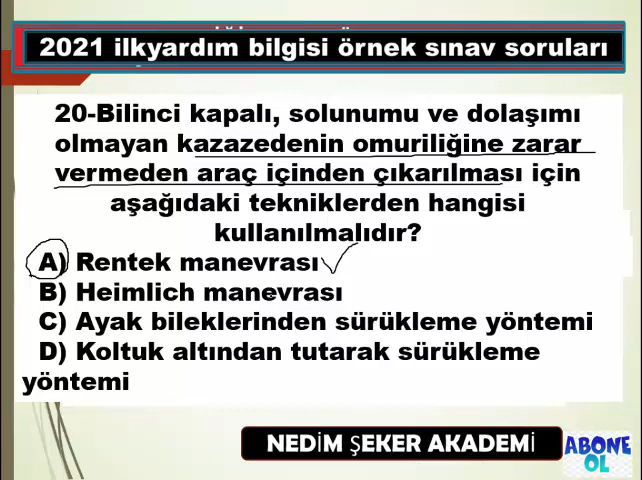 2021 ilkyardım bilgisi örnek sınav soruları
20-Bilinci kapalı, solunumu ve dolaşımı
olmayan kazazedenin omuriliğine zarar
vermeden araç içinden çıkarılması için
aşağıdaki tekniklerden hangisi
kullanılmalıdır?
A) Rentek manevrası
B) Heimlich manevrası
C) Ayak bileklerinden sürükleme yöntemi
D) Koltuk altından tutarak sürükleme
yöntemi
NEDİM ŞEKER AKADEMİ
ABONE
OL